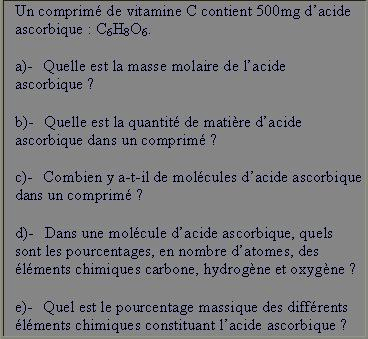 Un comprimé de vitamine C contient 500mg d'acide
ascorbique : C₆H₈O₆.
a)- Quelle est la masse molaire de l'acide
ascorbique ?
b)- Quelle est la quantité de matière d'acide
ascorbique dans un comprimé ?
c)- Combien y a-t-il de molécules d'acide ascorbique
dans un comprimé ?
d)- Dans une molécule d'acide ascorbique, quels
sont les pourcentages, en nombre d'atomes, des
éléments chimiques carbone, hydrogène et oxygène ?
e)- Quel est le pourcentage massique des différents
éléments chimiques constituant l'acide ascorbique ?